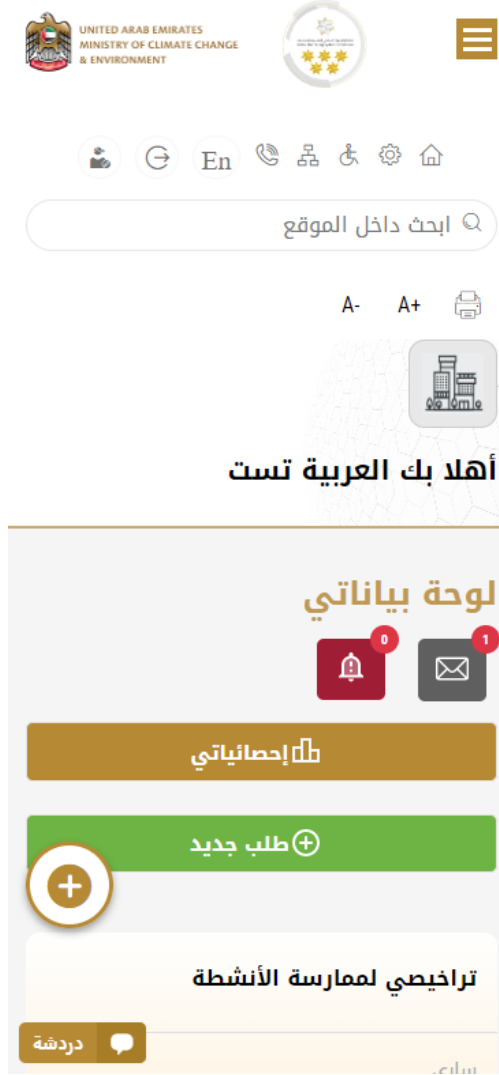 UNITED ARAB EMIRATES
MINISTRY OF CLIMATE CHANGE
& ENVIRONMENT
En
ابحث داخل الموقع
A- A+
أهلا بك العربية تست
لوحة بياناتي
0
1
إحصائياتي
طلب جديد
تراخيصي لممارسة الأنشطة
دردشة
ساري